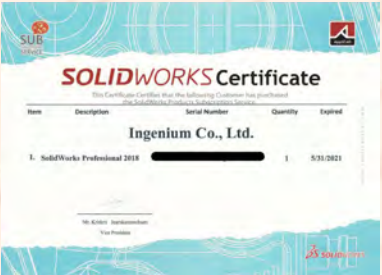 SUB
SERVICE
SOLIDWORKS Certificate
This Certificate Certifies that the following Customer has purchased
the SolidWorks Products Subscription Service.
Item Description Serial Number Quantity Expired
Ingenium Co., Ltd.
1. SolidWorks Professional 2018 1 5/31/2021
Vice President
SOLIDWORKS